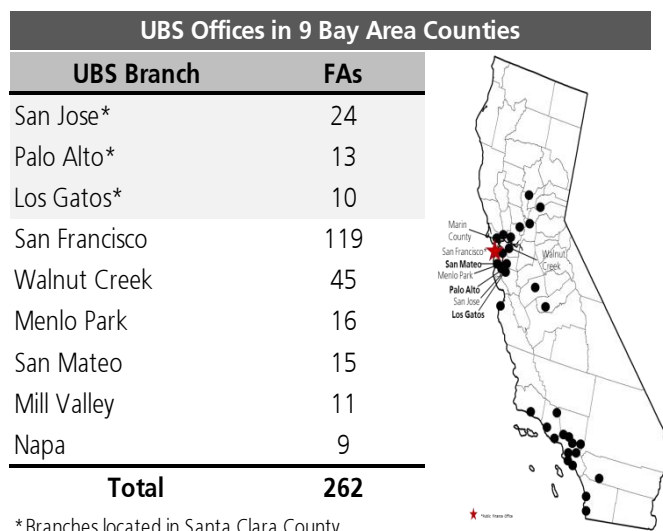 UBS Offices in 9 Bay Area Counties
UBS Branch FAs
San Jose* 24
Palo Alto* 13
Los Gatos* 10
San Francisco 119
Walnut Creek 45
Menlo Park 16
San Mateo 15
Mill Valley 11
Napa 9
Total 262
*Branches located in Santa Clara County
Marin
County
San Francisco
San Mateo
Menlo Park
Palo Alto
San Jose
Los Gatos
Walnut
Creek